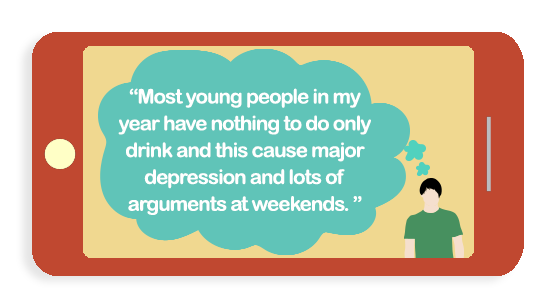 “Most young people in my
year have nothing to do only
drink and this cause major
depression and lots of
arguments at weekends. ”